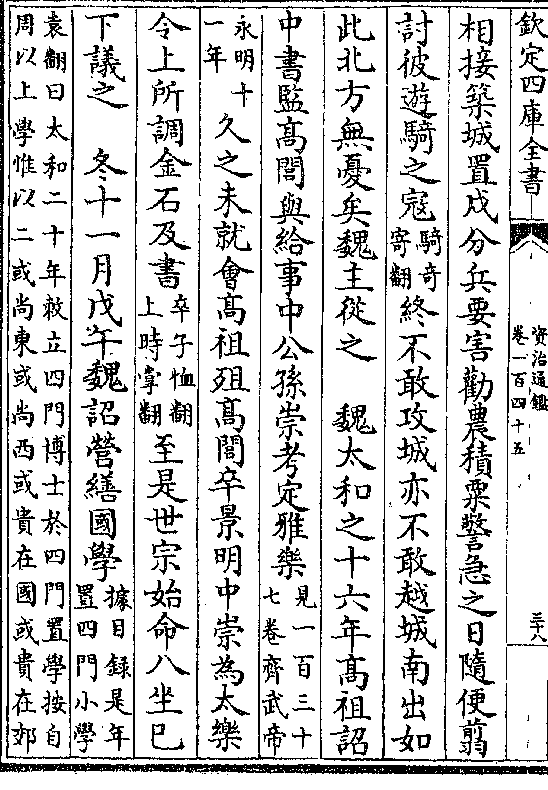 欽定四庫全書
資治通鑑
卷一百四十五
三十八
相接築城置戍分兵要害勸農積粟警急之日隨便翦
討彼遊騎之寇騎奇寄翻終不敢攻城亦不敢越城南出如
此北方無憂矣魏主從之　魏太和之十六年高祖詔
中書監高閭與給事中公孫崇考定雅樂見一百三十七卷齊武帝
永明十一年久之未就會高祖殂高閭卒景明中崇為太樂
令上所調金石及書卒子恤翻上時掌翻至是世宗始命八坐已
下議之　冬十一月戊午魏詔營繕國學據目録是年置四門小學
袁翻曰太和二十年敕立四門博士於四門置學按自
周以上學惟以二或尚東或尚西或貴在國或貴在郊